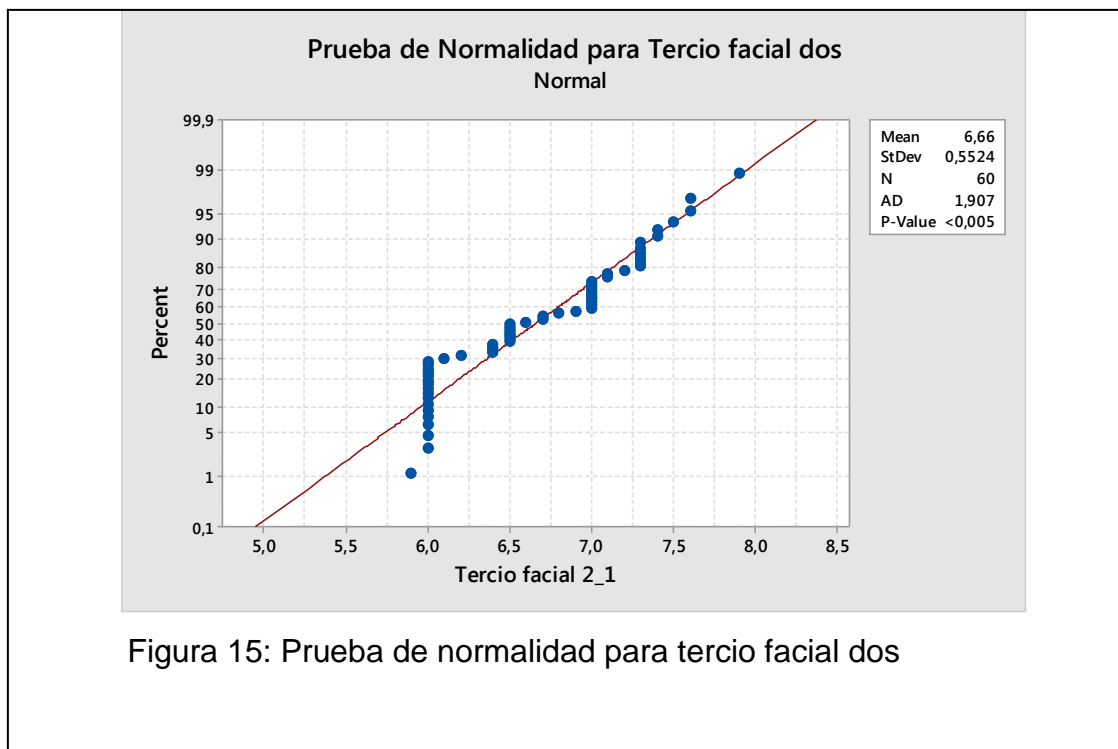 Prueba de Normalidad para Tercio facial dos
Normal
99,9
99
95
90
80
70
60
50
40
30
20
10
5
1
0,1
Percent
5,0 5,5 6,0 6,5 7,0 7,5 8,0 8,5
Tercio facial 2_1
Mean 6,66
StDev 0,5524
N 60
AD 1,907
P-Value <0,005
Figura 15: Prueba de normalidad para tercio facial dos